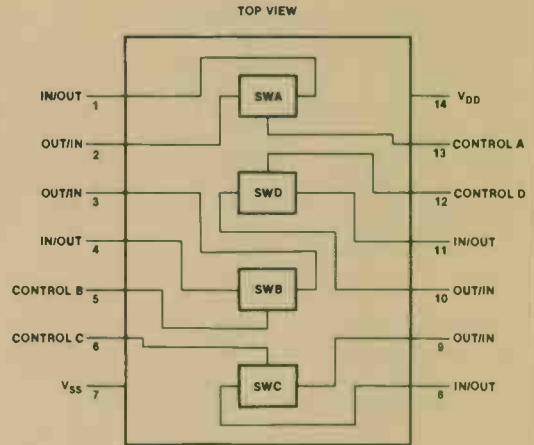 TOP VIEW
IN/OUT 1
OUT/IN 2
OUT/IN 3
IN/OUT 4
CONTROL B 5
CONTROL C 6
VSS 7
SWA
SWD
SWB
SWC
14 VDD
13 CONTROL A
12 CONTROL D
11 IN/OUT
10 OUT/IN
9 OUT/IN
8 IN/OUT